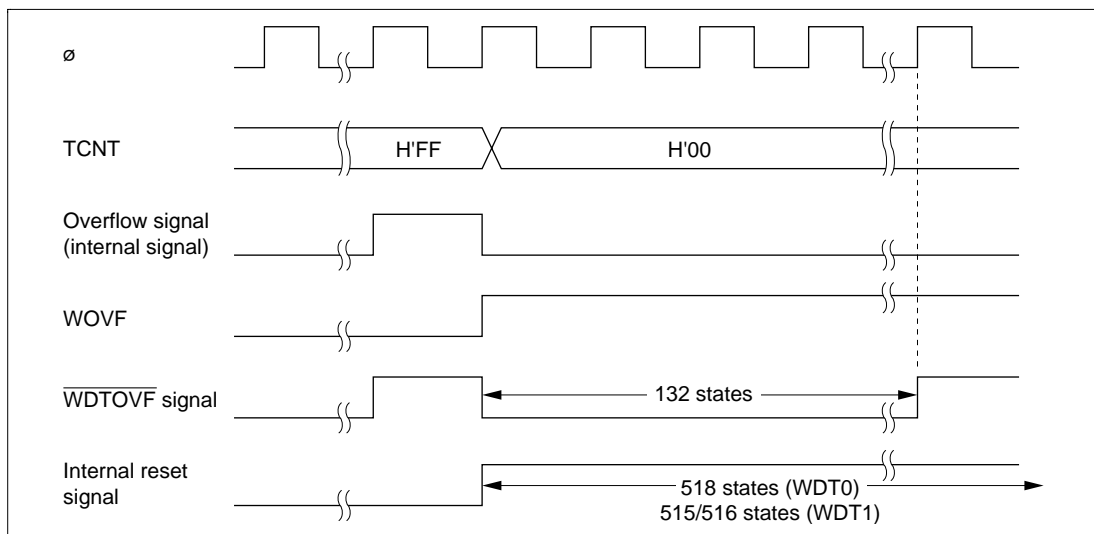 ø
TCNT
H'FF
H'00
Overflow signal
(internal signal)
WOVF
WDTOVF signal
132 states
Internal reset
signal
518 states (WDT0)
515/516 states (WDT1)